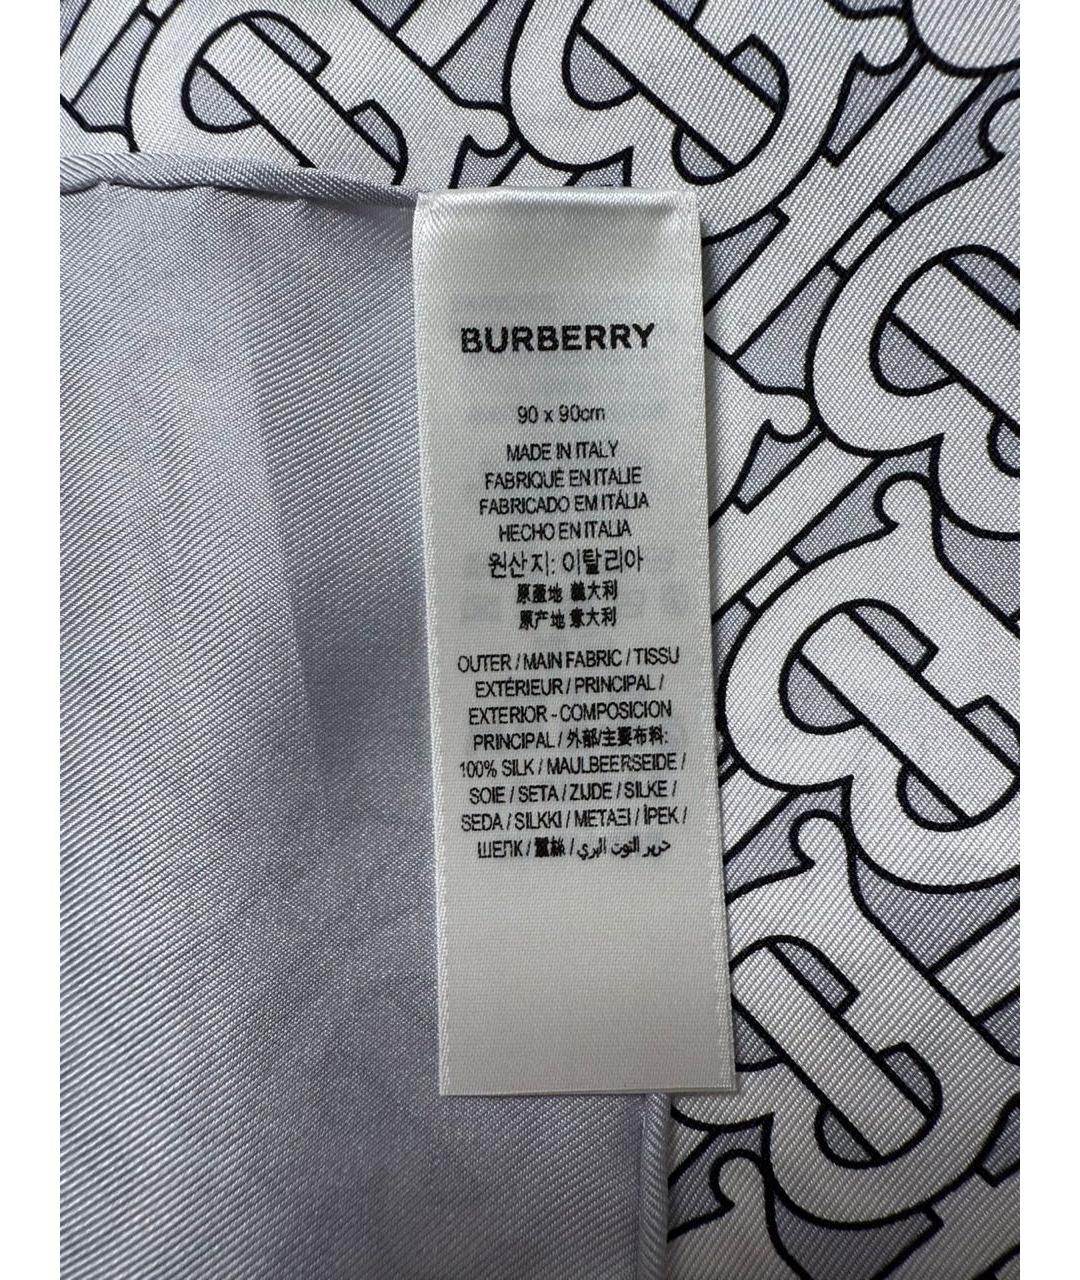 BURBERRY
90 x 90cm
MADE IN ITALY
FABRIQUÉ EN ITALIE
FABRICADO EM ITÁLIA
HECHO EN ITALIA
원산지: 이탈리아
原產地 義大利
原产地 意大利
OUTER / MAIN FABRIC / TISSU
EXTÉRIEUR / PRINCIPAL /
EXTERIOR - COMPOSICION
PRINCIPAL / 外部/主要布料:
100% SILK / MAULBEERSEIDE /
SOIE / SETA / ZIJDE / SILKE /
SEDA / SILKKI / ΜΕΤΑΞΙ / İPEK /
ШЕЛК / 蠶絲 / حرير التوت البري